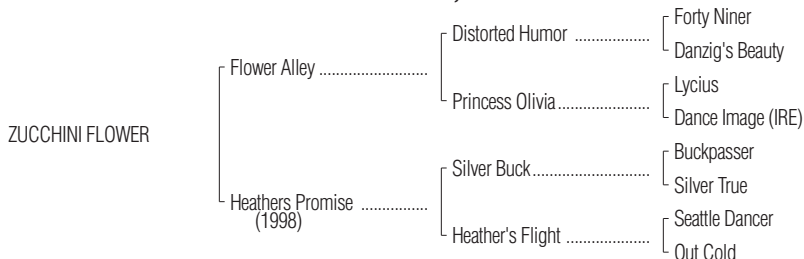 Forty Niner
Distorted Humor ..................
Danzig's Beauty
Flower Alley ..........................
Lycius
Princess Olivia......................
Dance Image (IRE)
ZUCCHINI FLOWER
Buckpasser
Silver Buck............................
Silver True
Heathers Promise ................
(1998)
Seattle Dancer
Heather's Flight ....................
Out Cold